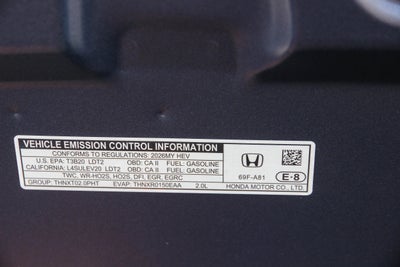 VEHICLE EMISSION CONTROL INFORMATION
CONFORMS TO REGULATIONS: 2026MY HEV
U.S. EPA: T3B20 LDT2 OBD: CA II FUEL: GASOLINE
CALIFORNIA: L4SULEV20 LDT2 OBD: CA II FUEL: GASOLINE
TWC, WR-HO2S, HO2S, DFI, EGR, EGRC
GROUP: THNXT02.0PHT EVAP: THNXR0150EAA 2.0L
69F-A81
E-8
HONDA MOTOR CO., LTD.